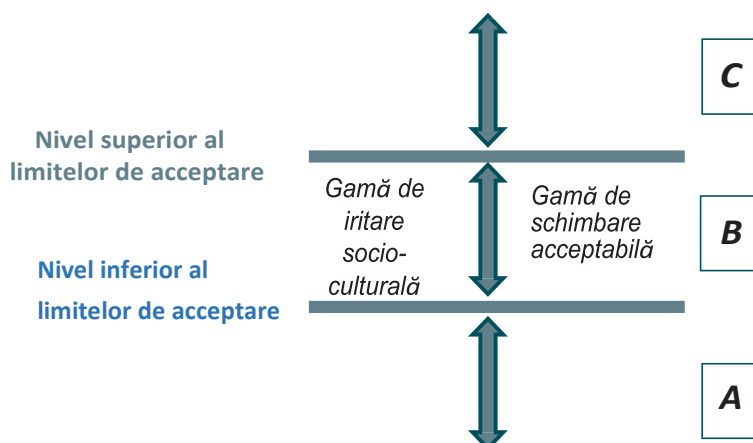 C
Nivel superior al
limitelor de acceptare
Gamă de
iritare
socio-
culturală
Gamă de
schimbare
acceptabilă
B
Nivel inferior al
limitelor de acceptare
A